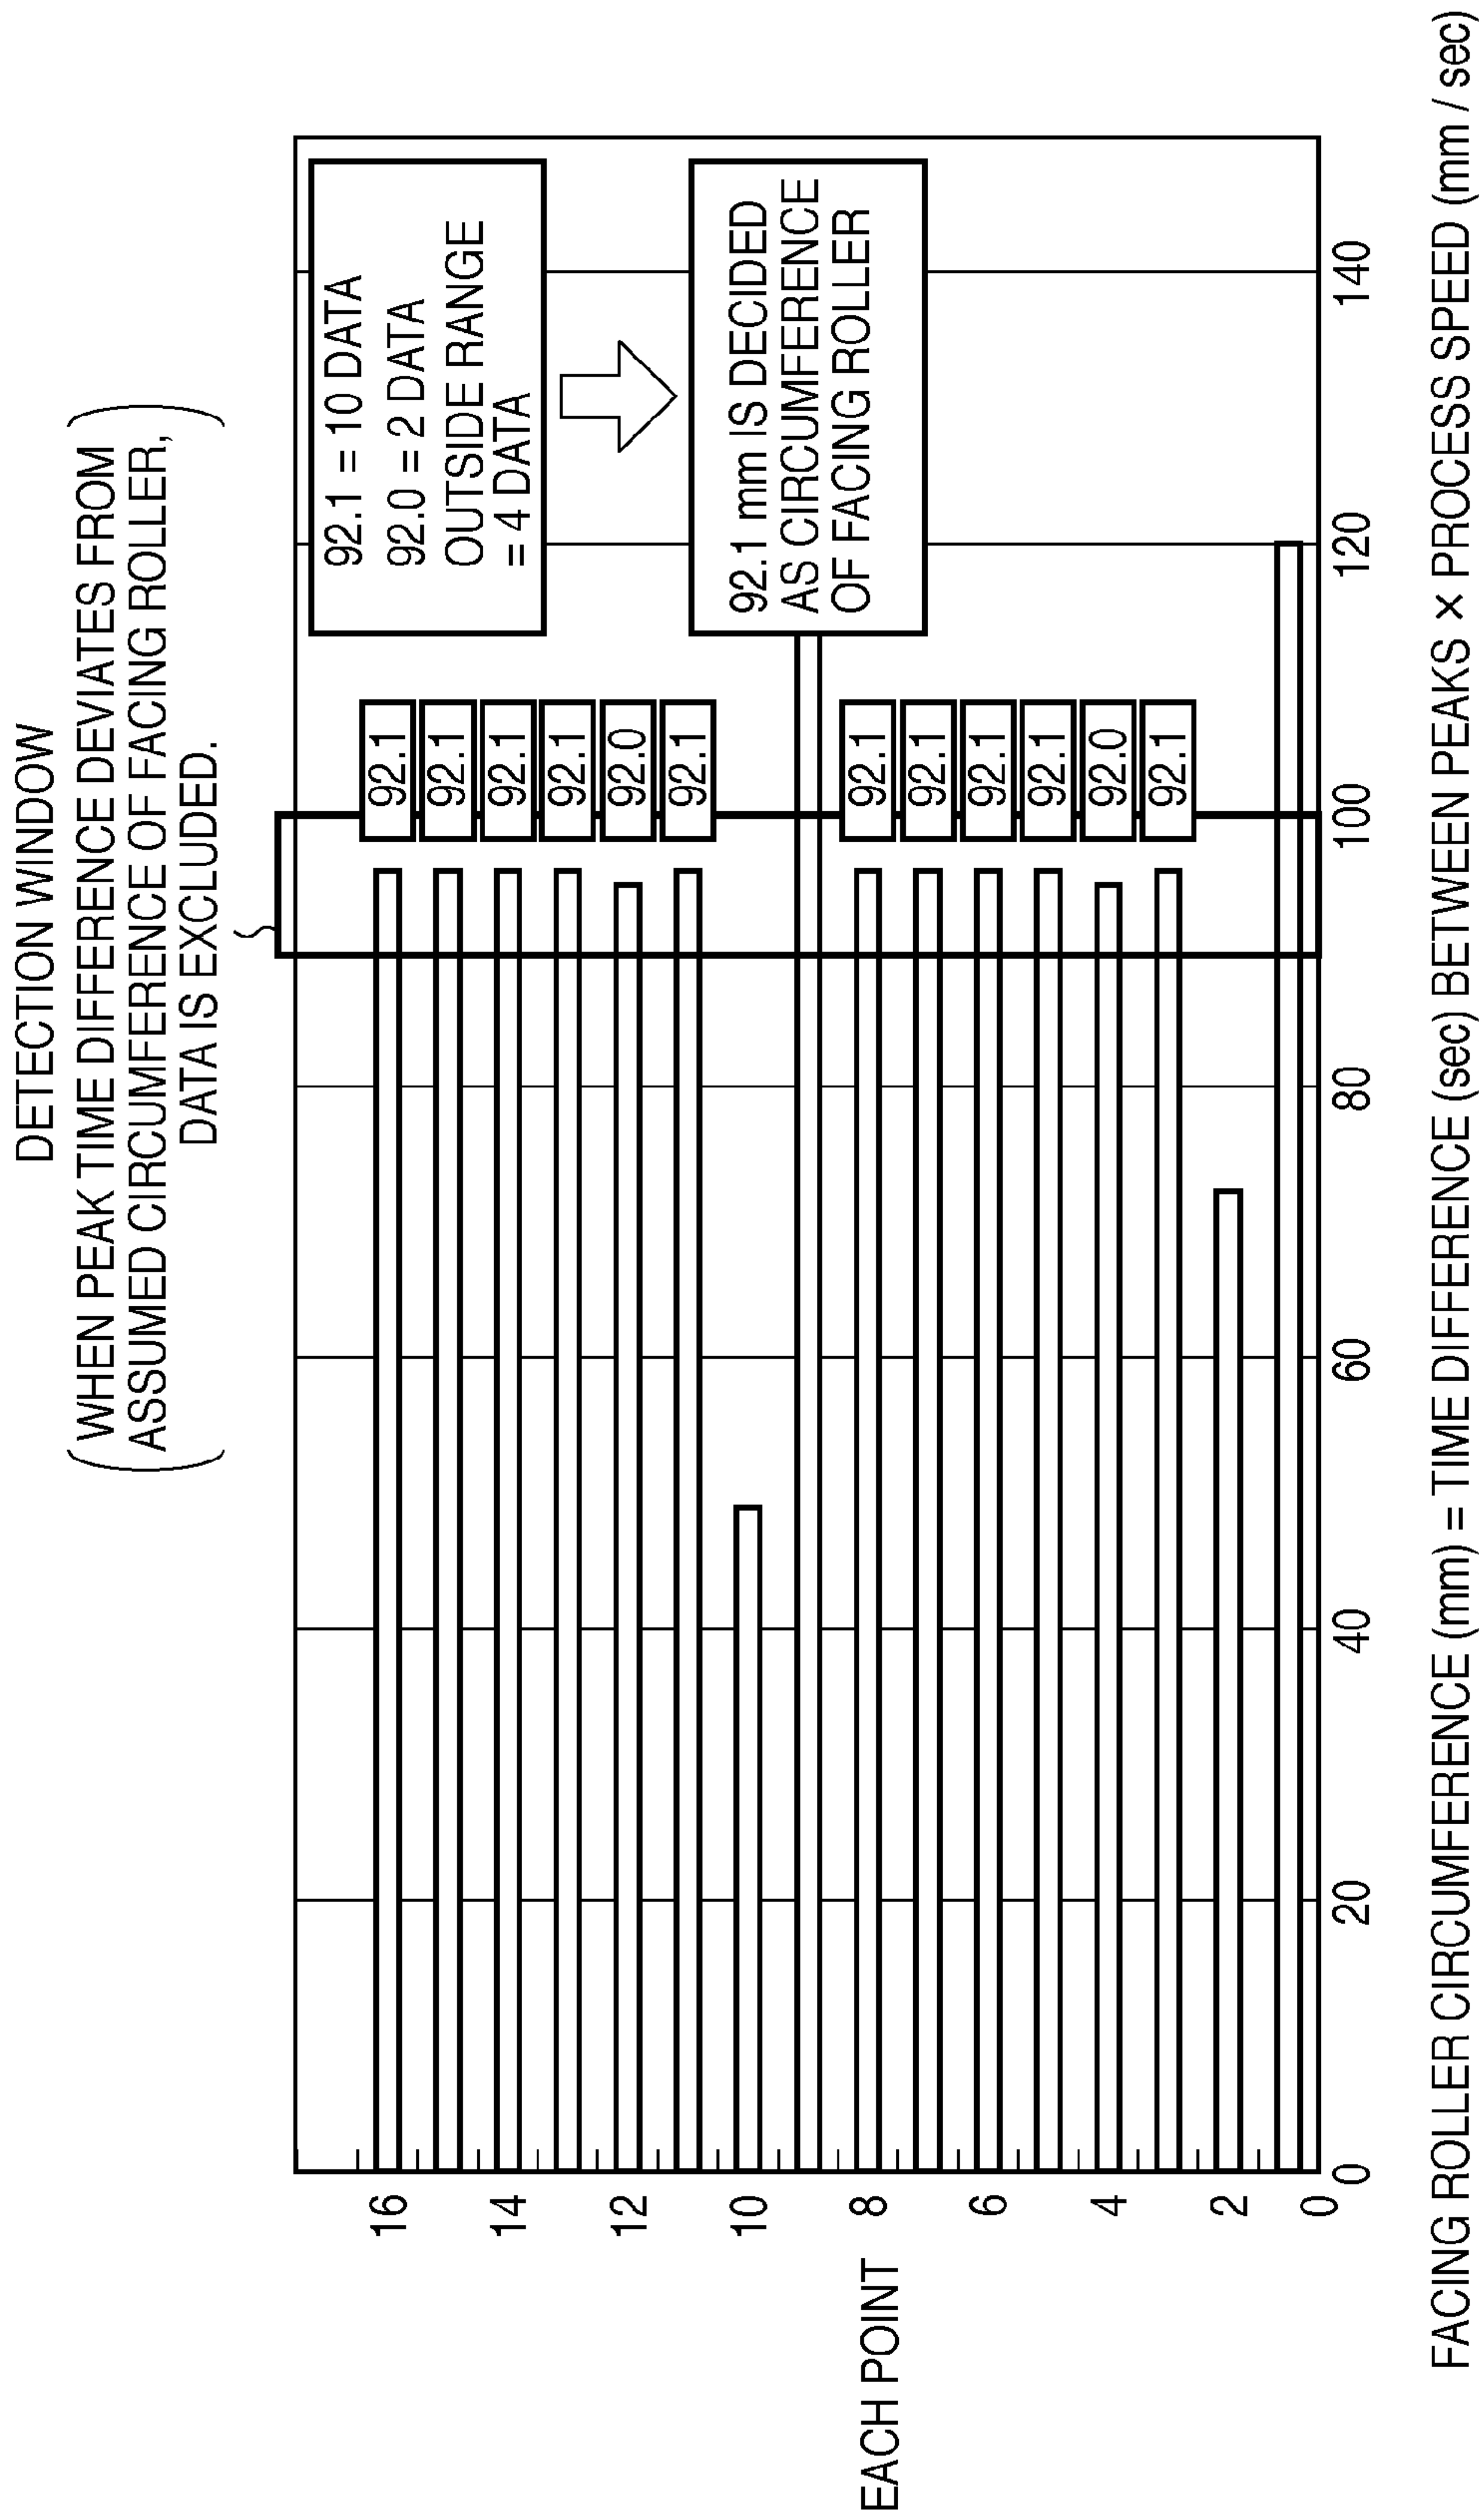 DETECTION WINDOW
(WHEN PEAK TIME DIFFERENCE DEVIATES FROM
ASSUMED CIRCUMFERENCE OF FACING ROLLER,)
DATA IS EXCLUDED.
92.1 = 10 DATA
92.0 = 2 DATA
OUTSIDE RANGE
= 4 DATA
92.1 mm IS DECIDED
AS CIRCUMFERENCE
OF FACING ROLLER
92.1
92.1
92.1
92.1
92.0
92.1
92.1
92.1
92.1
92.1
92.0
92.1
EACH POINT
16
14
12
10
8
6
4
2
0
0 20 40 60 80 100 120 140
FACING ROLLER CIRCUMFERENCE (mm) = TIME DIFFERENCE (sec) BETWEEN PEAKS × PROCESS SPEED (mm / sec)